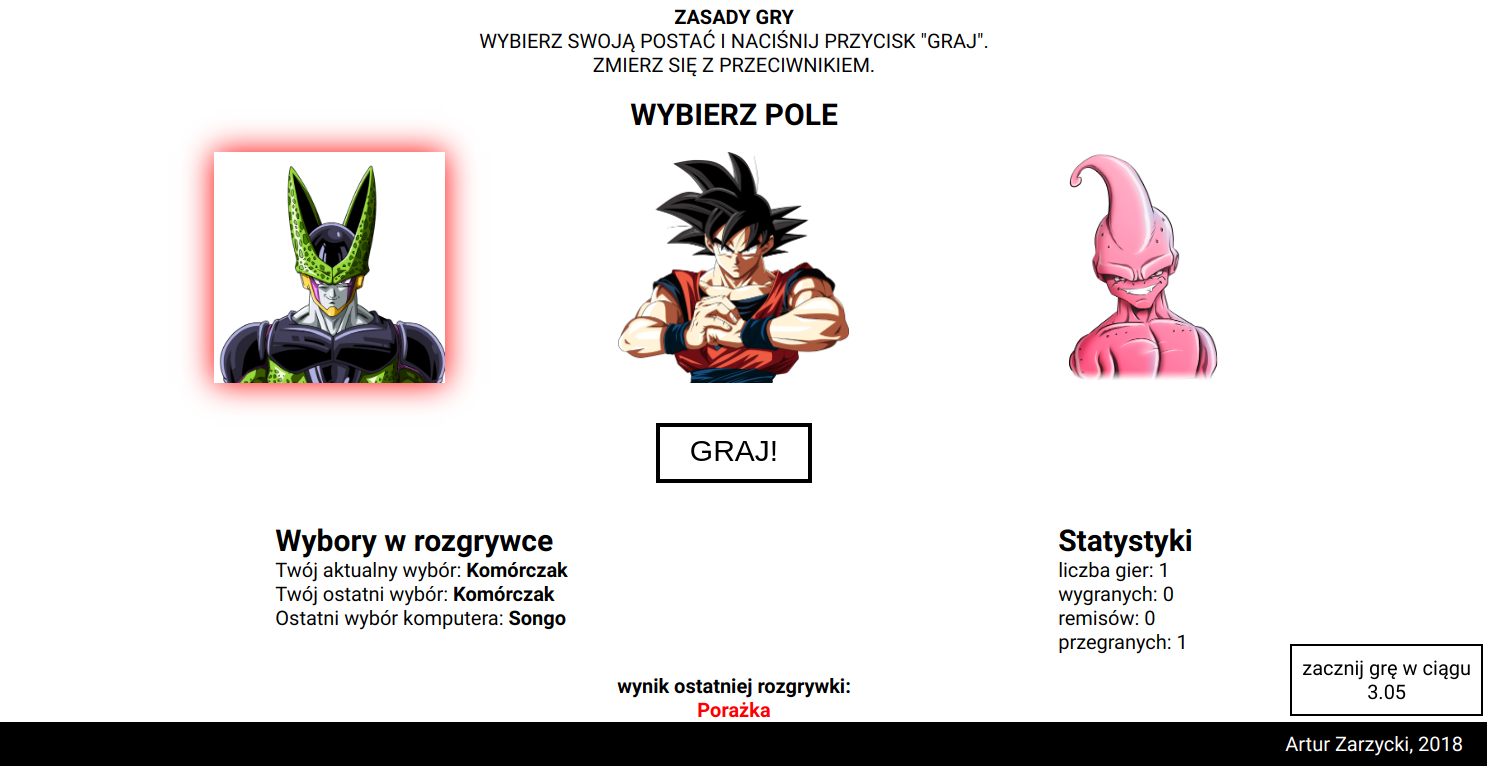 ZASADY GRY
WYBIERZ SWOJĄ POSTAĆ I NACIŚNIJ PRZYCISK "GRAJ".
ZMIERZ SIĘ Z PRZECIWNIKIEM.
WYBIERZ POLE
GRAJ!
Wybory w rozgrywce
Twój aktualny wybór: Komórczak
Twój ostatni wybór: Komórczak
Ostatni wybór komputera: Songo
Statystyki
liczba gier: 1
wygranych: 0
remisów: 0
przegranych: 1
zacznij grę w ciągu
3.05
wynik ostatniej rozgrywki:
Porażka
Artur Zarzycki, 2018